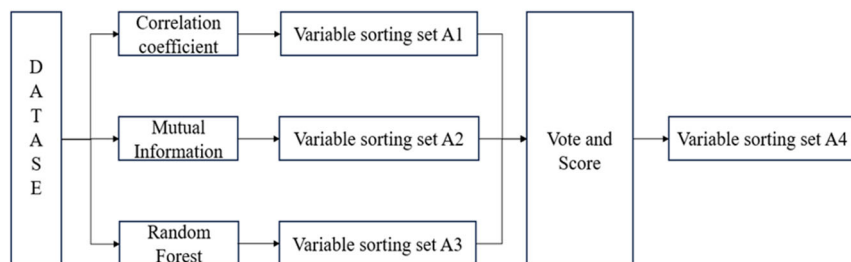 DATASE
Correlation
coefficient
Variable sorting set A1
Mutual
Information
Variable sorting set A2
Random
Forest
Variable sorting set A3
Vote and
Score
Variable sorting set A4